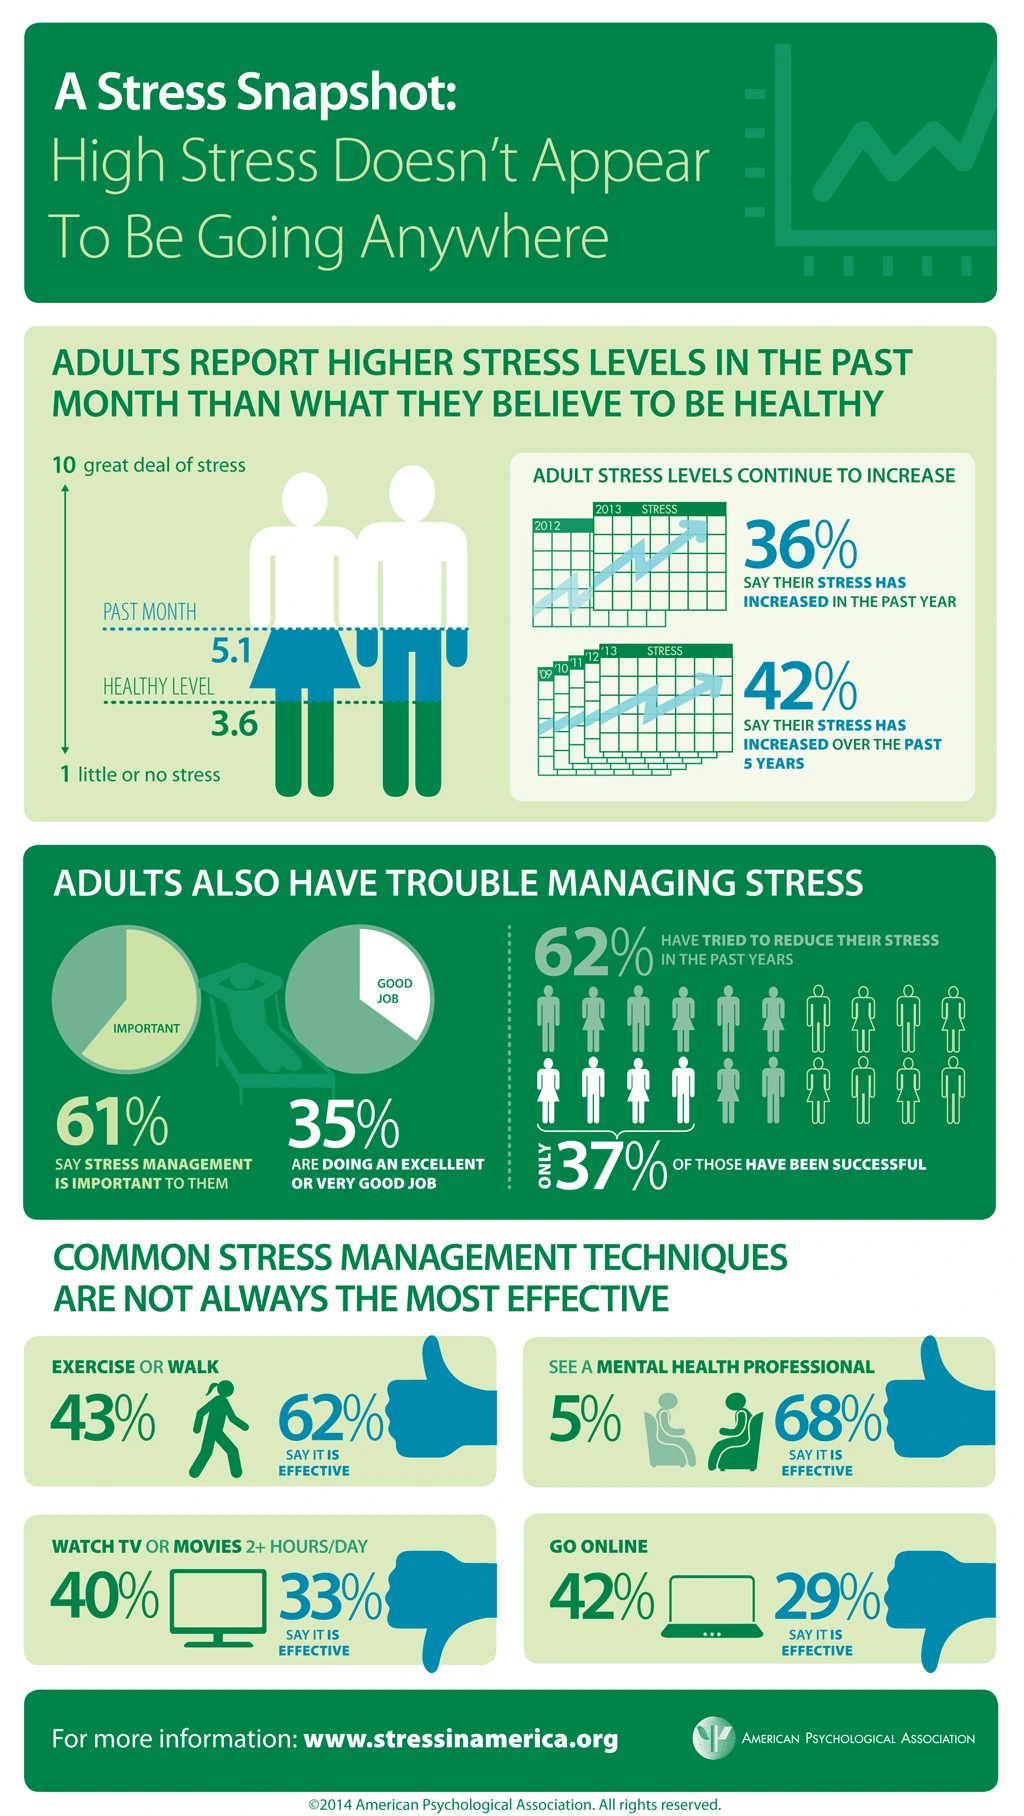 A Stress Snapshot:
High Stress Doesn't Appear
To Be Going Anywhere
ADULTS REPORT HIGHER STRESS LEVELS IN THE PAST
MONTH THAN WHAT THEY BELIEVE TO BE HEALTHY
10 great deal of stress
PAST MONTH
5.1
HEALTHY LEVEL
3.6
1 little or no stress
ADULT STRESS LEVELS CONTINUE TO INCREASE
2012
2013 STRESS
36%
SAY THEIR STRESS HAS
INCREASED IN THE PAST YEAR
'09
'10
'11
'12
'13 STRESS
42%
SAY THEIR STRESS HAS
INCREASED OVER THE PAST
5 YEARS
ADULTS ALSO HAVE TROUBLE MANAGING STRESS
IMPORTANT
61%
SAY STRESS MANAGEMENT
IS IMPORTANT TO THEM
GOOD
JOB
35%
ARE DOING AN EXCELLENT
OR VERY GOOD JOB
62% HAVE TRIED TO REDUCE THEIR STRESS
IN THE PAST YEARS
ONLY 37% OF THOSE HAVE BEEN SUCCESSFUL
COMMON STRESS MANAGEMENT TECHNIQUES
ARE NOT ALWAYS THE MOST EFFECTIVE
EXERCISE OR WALK
43%
62%
SAY IT IS
EFFECTIVE
SEE A MENTAL HEALTH PROFESSIONAL
5%
68%
SAY IT IS
EFFECTIVE
WATCH TV OR MOVIES 2+ HOURS/DAY
40%
33%
SAY IT IS
EFFECTIVE
GO ONLINE
42%
29%
SAY IT IS
EFFECTIVE
For more information: www.stressinamerica.org
AMERICAN PSYCHOLOGICAL ASSOCIATION
©2014 American Psychological Association. All rights reserved.